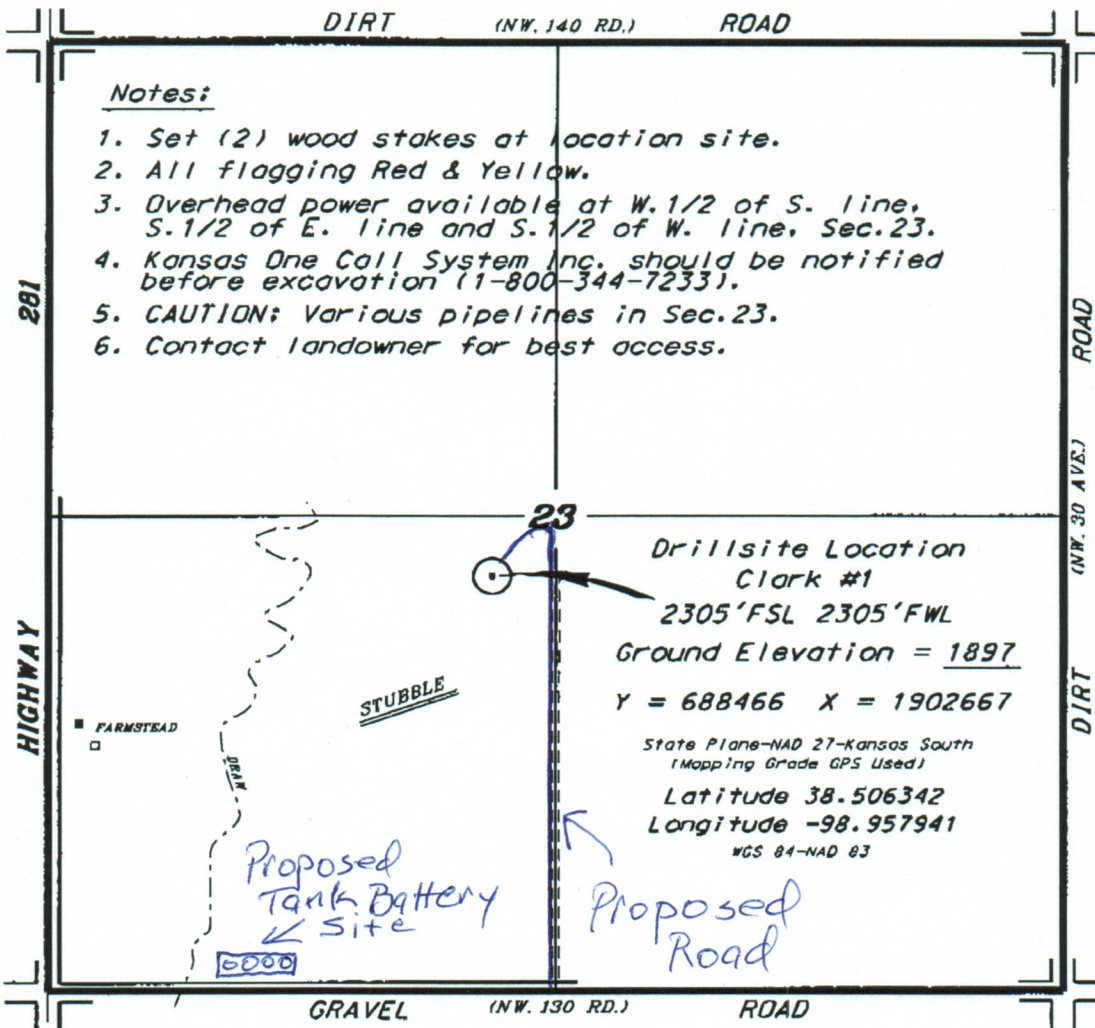 DIRT (NW. 140 RD.) ROAD
Notes:
1. Set (2) wood stakes at location site.
2. All flagging Red & Yellow.
3. Overhead power available at W. 1/2 of S. line,
S. 1/2 of E. line and S. 1/2 of W. line, Sec.23.
4. Kansas One Call System Inc. should be notified
before excavation (1-800-344-7233).
5. CAUTION: Various pipelines in Sec.23.
6. Contact landowner for best access.
HIGHWAY 281
DIRT (NW. 30 AVE.) ROAD
23
Drillsite Location
Clark #1
2305'FSL 2305'FWL
Ground Elevation = 1897
Y = 688466 X = 1902667
State Plane-NAD 27-Kansas South
(Mapping Grade GPS Used)
Latitude 38.506342
Longitude -98.957941
WGS 84-NAD 83
STUBBLE
FARMSTEAD
DRAW
Proposed
Tank Battery
Site
Proposed
Road
GRAVEL (NW. 130 RD.) ROAD